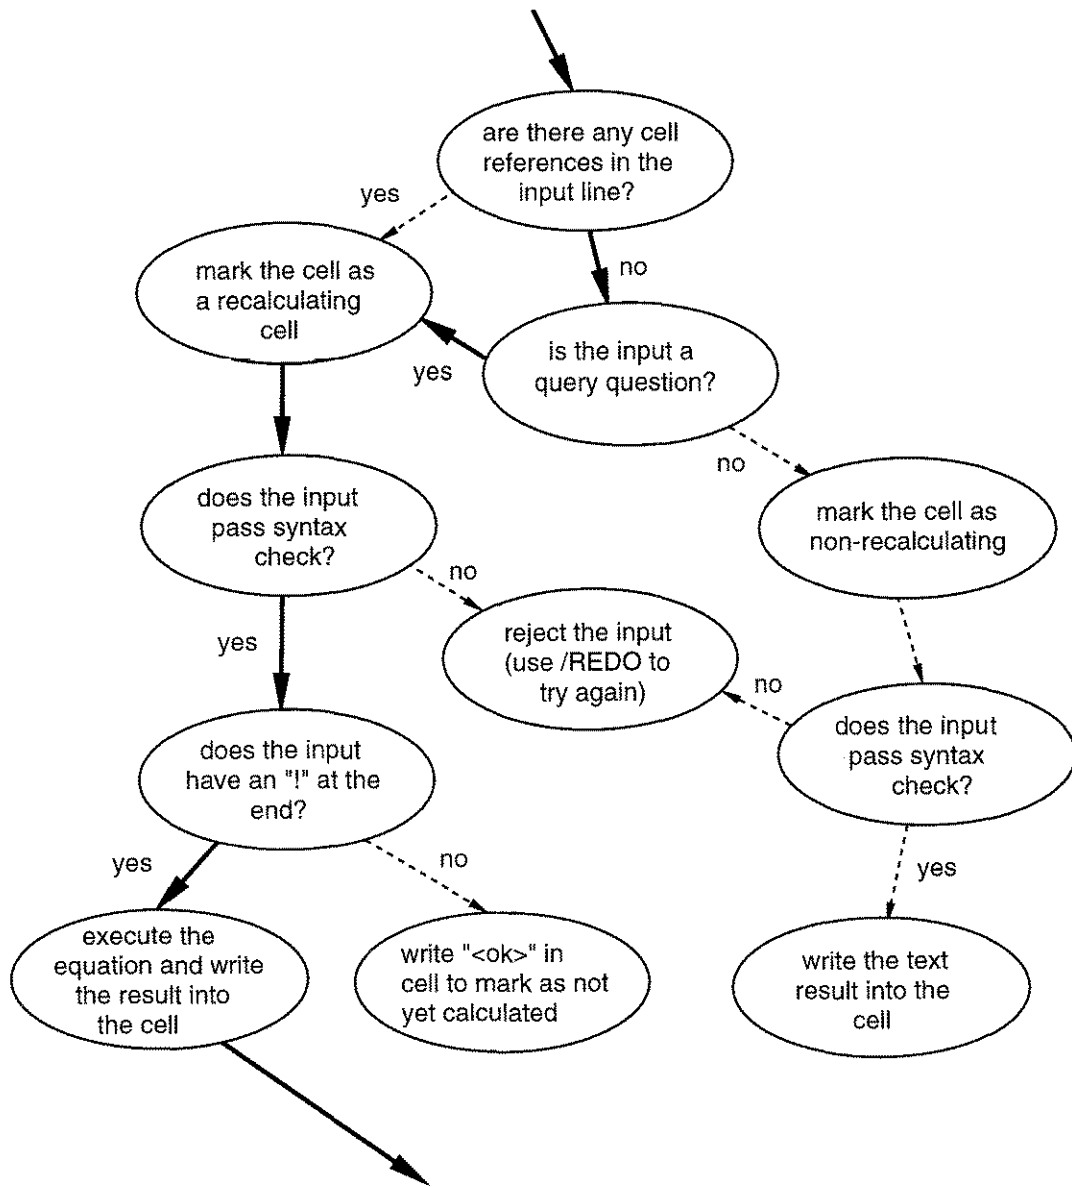 are there any cell
references in the
input line?
yes
no
mark the cell as
a recalculating
cell
is the input a
query question?
yes
no
does the input
pass syntax
check?
mark the cell as
non-recalculating
no
yes
reject the input
(use /REDO to
try again)
no
does the input
pass syntax
check?
does the input
have an "!" at the
end?
yes
no
yes
execute the
equation and write
the result into
the cell
write "<ok>" in
cell to mark as not
yet calculated
write the text
result into the
cell